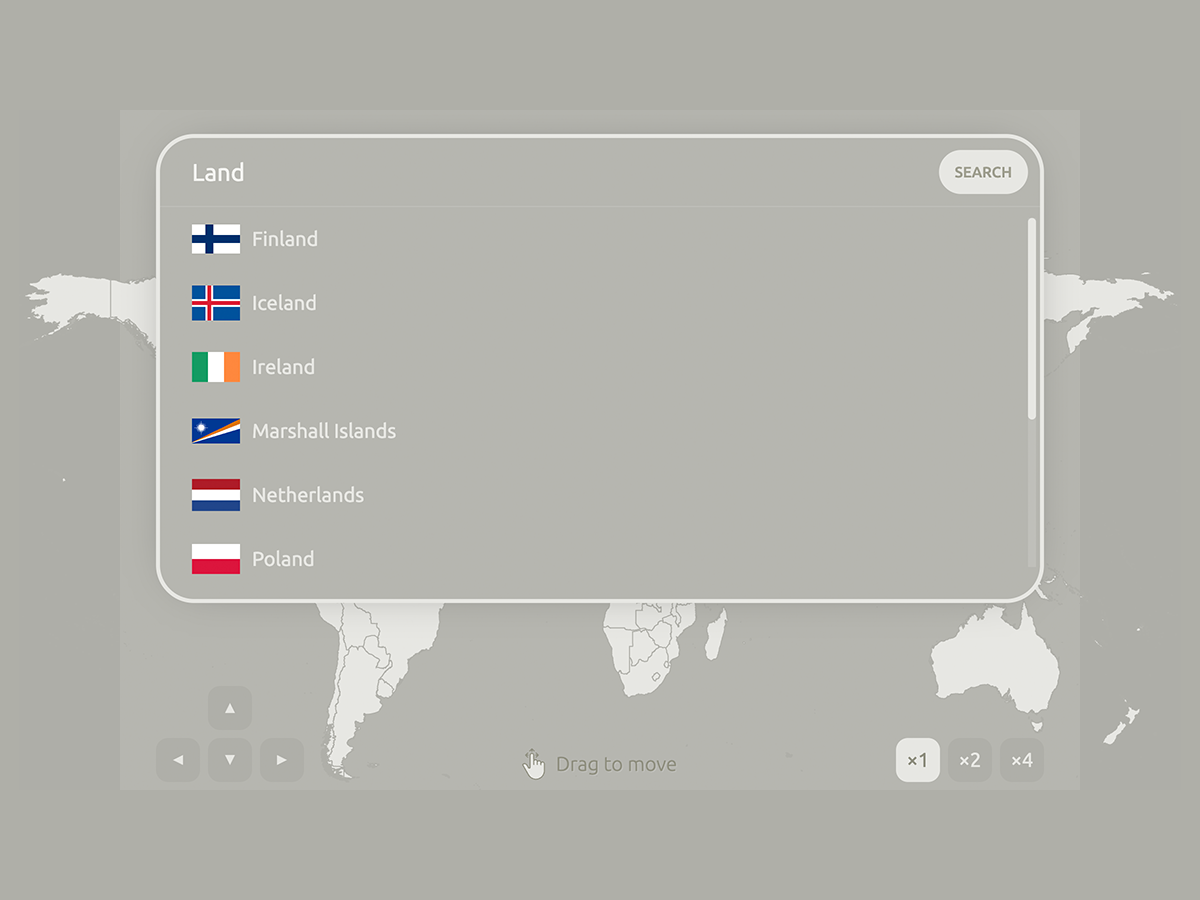 Land
SEARCH
Finland
Iceland
Ireland
Marshall Islands
Netherlands
Poland
Drag to move
×1
×2
×4